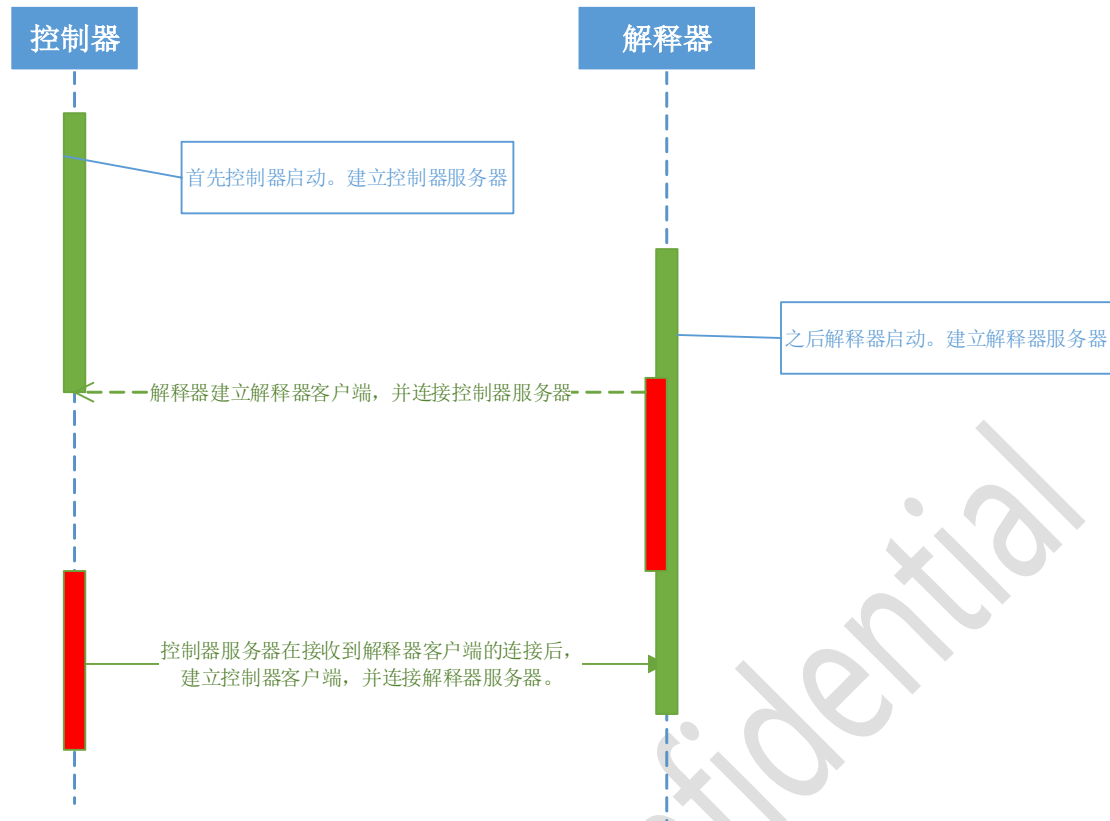 控制器
解释器
首先控制器启动。建立控制器服务器
之后解释器启动。建立解释器服务器
解释器建立解释器客户端，并连接控制器服务器
控制器服务器在接收到解释器客户端的连接后，
建立控制器客户端，并连接解释器服务器。
fidential